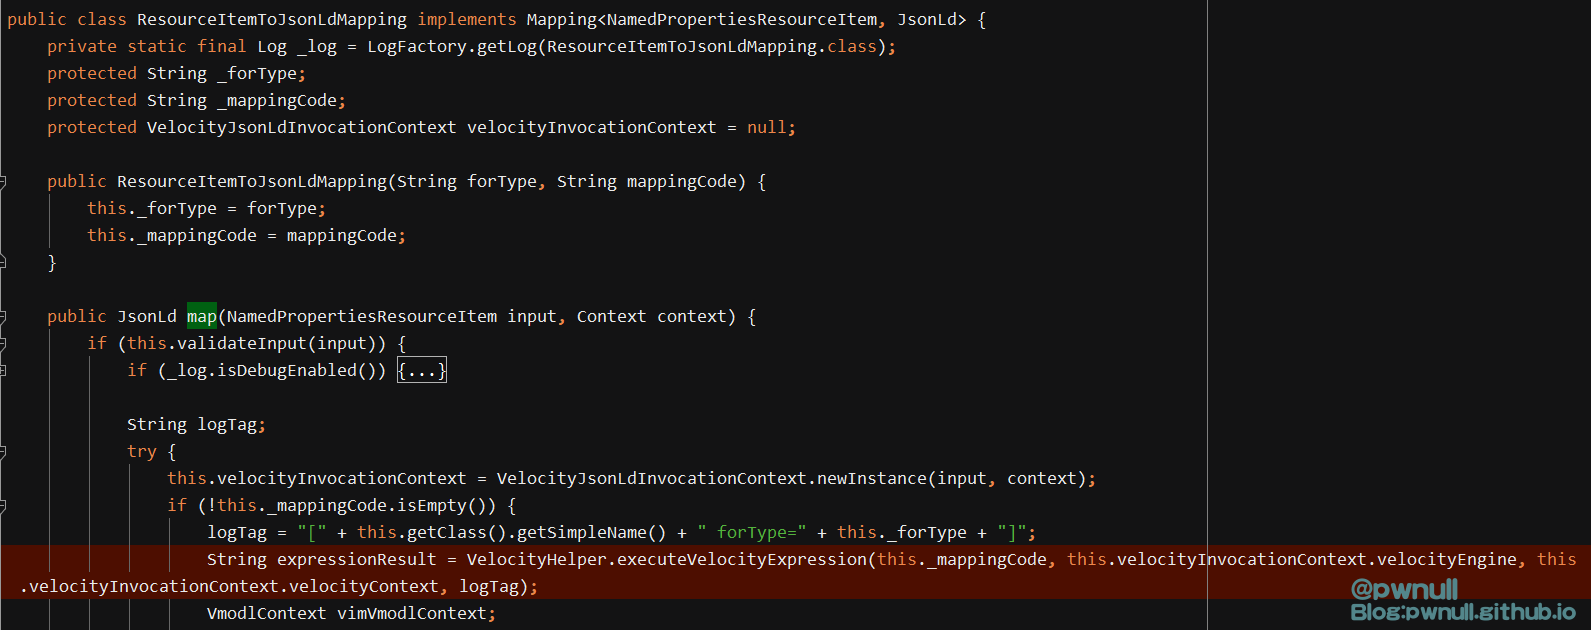 public class ResourceItemToJsonLdMapping implements Mapping<NamedPropertiesResourceItem, JsonLd> {
private static final Log _log = LogFactory.getLog(ResourceItemToJsonLdMapping.class);
protected String _forType;
protected String _mappingCode;
protected VelocityJsonLdInvocationContext velocityInvocationContext = null;
public ResourceItemToJsonLdMapping(String forType, String mappingCode) {
this._forType = forType;
this._mappingCode = mappingCode;
}
public JsonLd map(NamedPropertiesResourceItem input, Context context) {
if (this.validateInput(input)) {
if (_log.isDebugEnabled()) {...}
String logTag;
try {
this.velocityInvocationContext = VelocityJsonLdInvocationContext.newInstance(input, context);
if (!this._mappingCode.isEmpty()) {
logTag = "[" + this.getClass().getSimpleName() + " forType=" + this._forType + "]";
String expressionResult = VelocityHelper.executeVelocityExpression(this._mappingCode, this.velocityInvocationContext.velocityEngine, this
.velocityInvocationContext.velocityContext, logTag);
VmodlContext vimVmodlContext;
@pwnull
Blog:pwnull.github.io